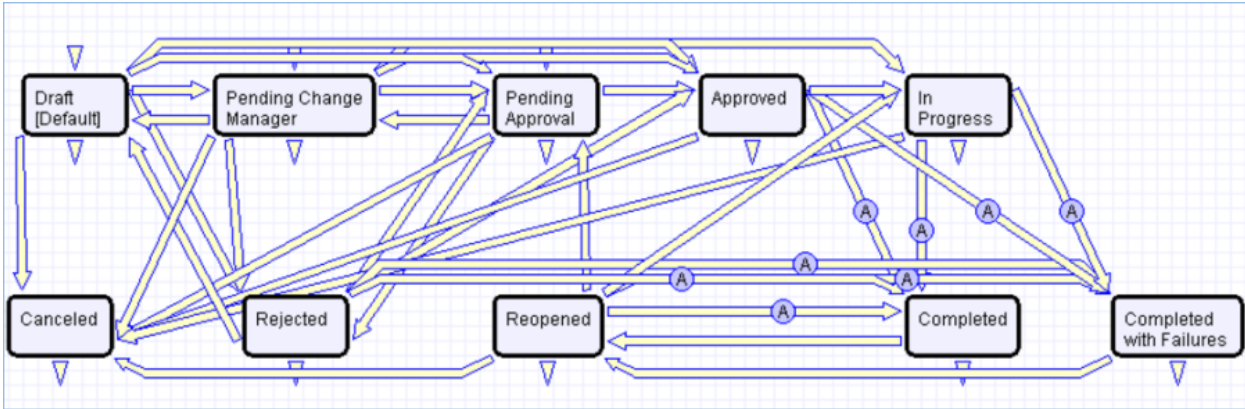 Draft
[Default]
Pending Change
Manager
Pending
Approval
Approved
In
Progress
A
A
A
A
A
A
A
A
Canceled
Rejected
Reopened
Completed
Completed
with Failures